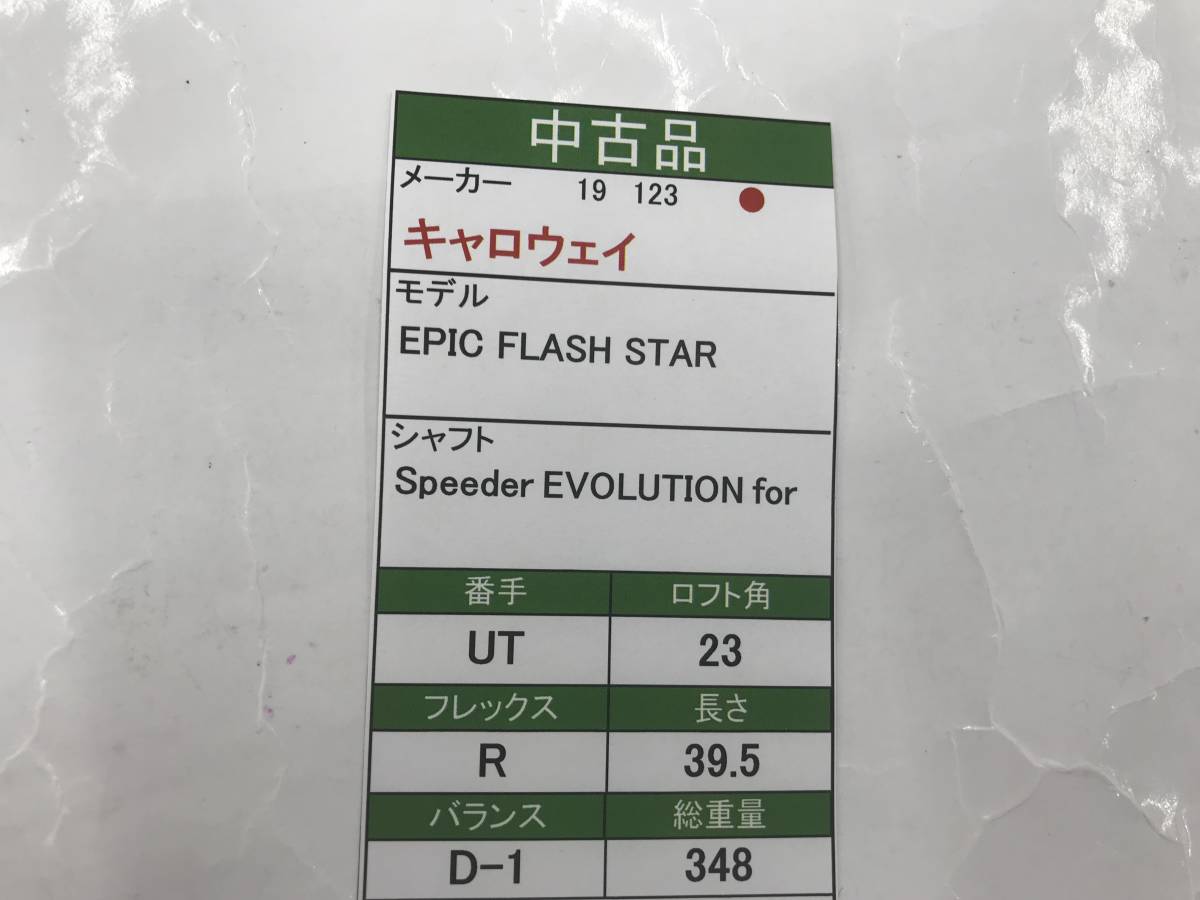 中古品
メーカー 19 123
キャロウェイ
モデル
EPIC FLASH STAR
シャフト
Speeder EVOLUTION for
番手 ロフト角
UT 23
フレックス 長さ
R 39.5
バランス 総重量
D-1 348